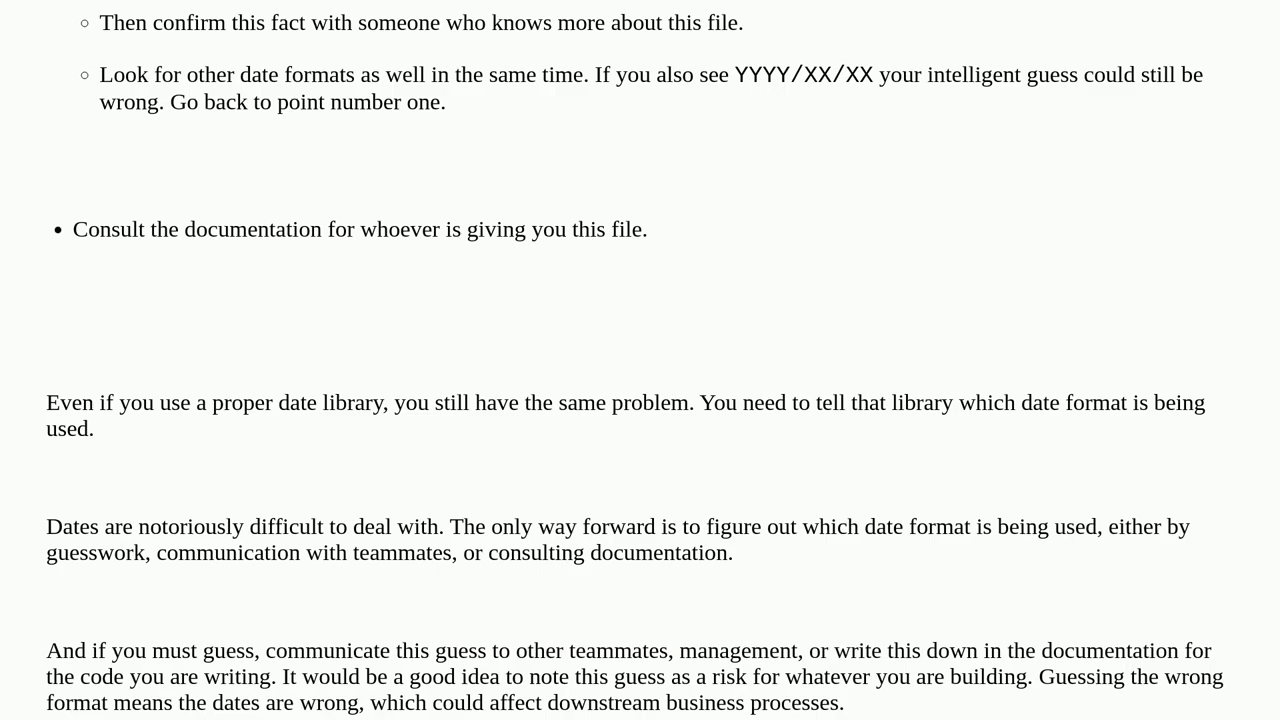 Then confirm this fact with someone who knows more about this file.
Look for other date formats as well in the same time. If you also see YYYY/XX/XX your intelligent guess could still be
wrong. Go back to point number one.
Consult the documentation for whoever is giving you this file.
Even if you use a proper date library, you still have the same problem. You need to tell that library which date format is being
used.
Dates are notoriously difficult to deal with. The only way forward is to figure out which date format is being used, either by
guesswork, communication with teammates, or consulting documentation.
And if you must guess, communicate this guess to other teammates, management, or write this down in the documentation for
the code you are writing. It would be a good idea to note this guess as a risk for whatever you are building. Guessing the wrong
format means the dates are wrong, which could affect downstream business processes.